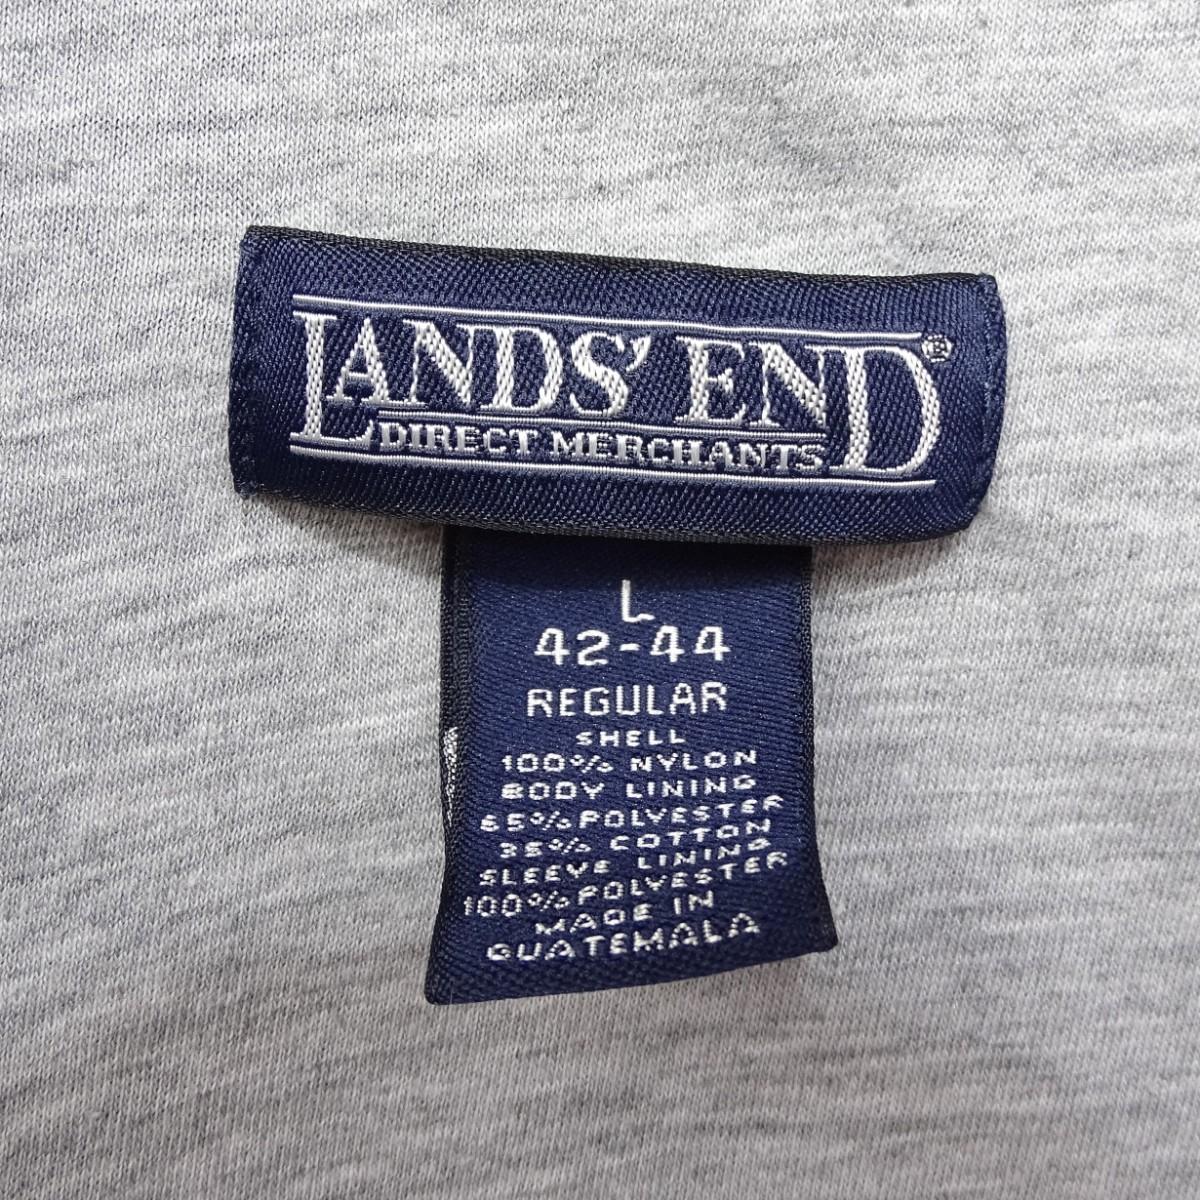 LANDS' END®
DIRECT MERCHANTS
L
42-44
REGULAR
SHELL
100% NYLON
BODY LINING
65% POLYESTER
35% COTTON
SLEEVE LINING
100% POLYESTER
MADE IN
GUATEMALA